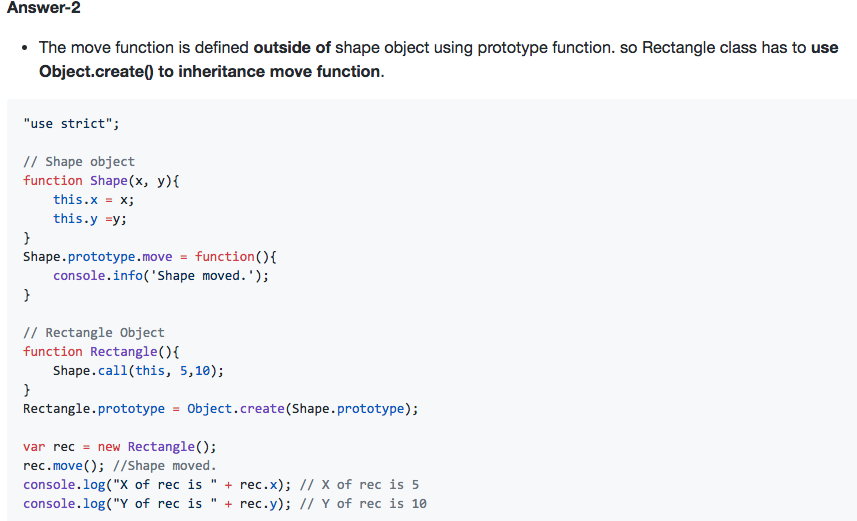 Answer-2
• The move function is defined outside of shape object using prototype function. so Rectangle class has to use
Object.create() to inheritance move function.
"use strict";
// Shape object
function Shape(x, y){
    this.x = x;
    this.y =y;
}
Shape.prototype.move = function(){
    console.info('Shape moved.');
}
// Rectangle Object
function Rectangle(){
    Shape.call(this, 5,10);
}
Rectangle.prototype = Object.create(Shape.prototype);
var rec = new Rectangle();
rec.move(); //Shape moved.
console.log("X of rec is " + rec.x); // X of rec is 5
console.log("Y of rec is " + rec.y); // Y of rec is 10